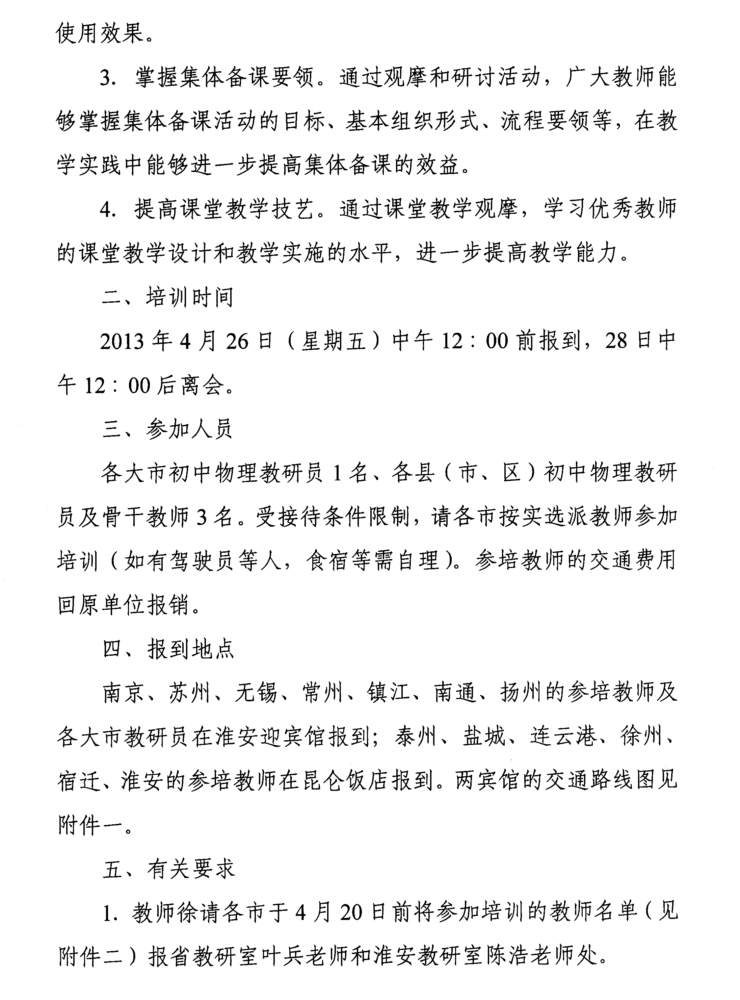 使用效果。
3. 掌握集体备课要领。通过观摩和研讨活动，广大教师能
够掌握集体备课活动的目标、基本组织形式、流程要领等，在教
学实践中能够进一步提高集体备课的效益。
4. 提高课堂教学技艺。通过课堂教学观摩，学习优秀教师
的课堂教学设计和教学实施的水平，进一步提高教学能力。
二、培训时间
2013 年 4 月 26 日（星期五）中午 12：00 前报到，28 日中
午 12：00 后离会。
三、参加人员
各大市初中物理教研员 1 名、各县（市、区）初中物理教研
员及骨干教师 3 名。受接待条件限制，请各市按实选派教师参加
培训（如有驾驶员等人，食宿等需自理）。参培教师的交通费用
回原单位报销。
四、报到地点
南京、苏州、无锡、常州、镇江、南通、扬州的参培教师及
各大市教研员在淮安迎宾馆报到；泰州、盐城、连云港、徐州、
宿迁、淮安的参培教师在昆仑饭店报到。两宾馆的交通路线图见
附件一。
五、有关要求
1. 教师徐请各市于 4 月 20 日前将参加培训的教师名单（见
附件二）报省教研室叶兵老师和淮安教研室陈浩老师处。